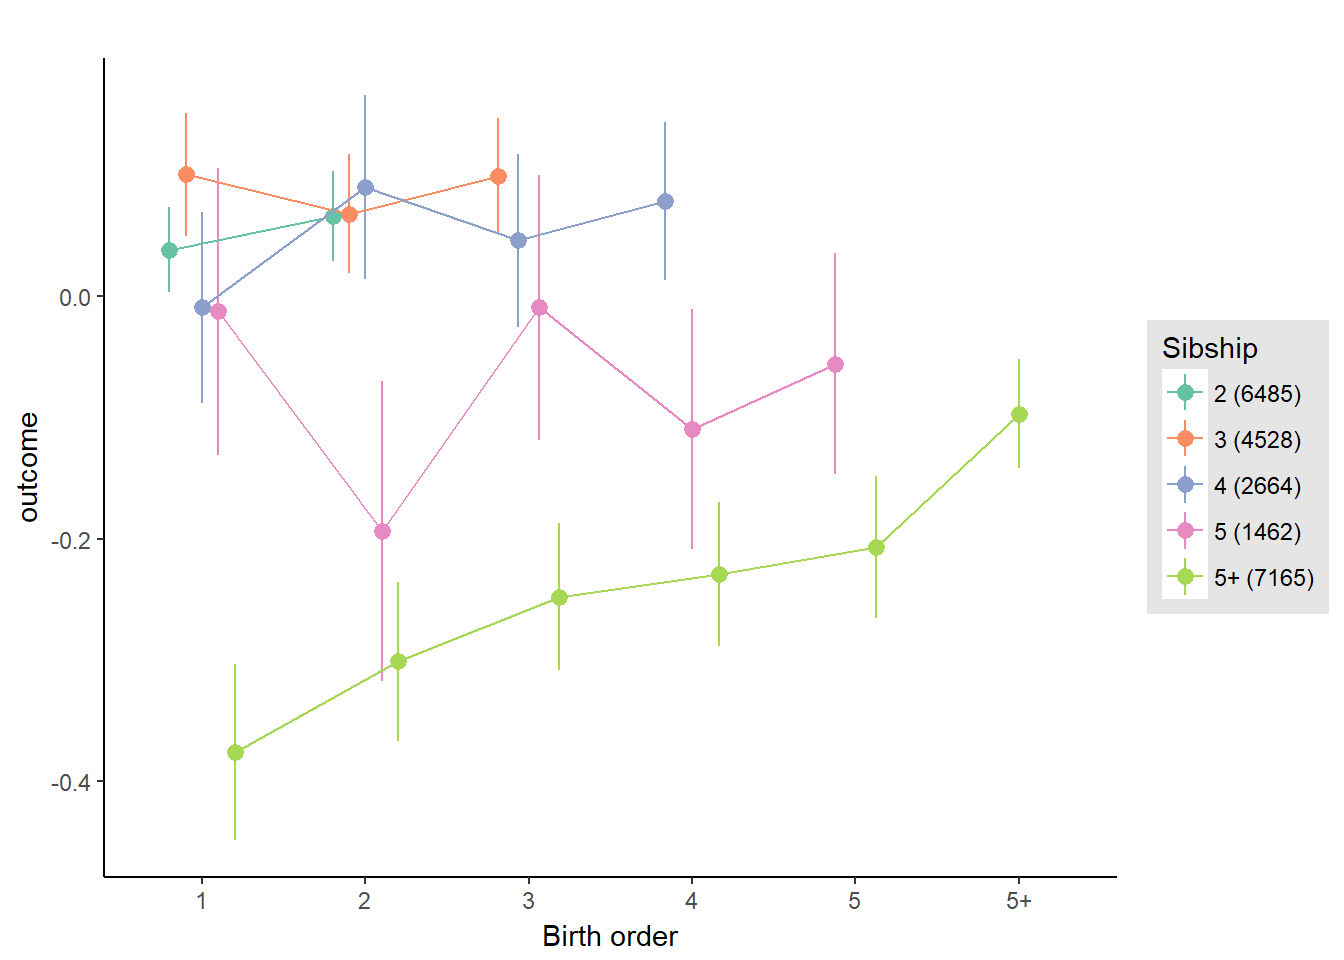 outcome
0.0
-0.2
-0.4
1 2 3 4 5 5+
Birth order
Sibship
2 (6485)
3 (4528)
4 (2664)
5 (1462)
5+ (7165)